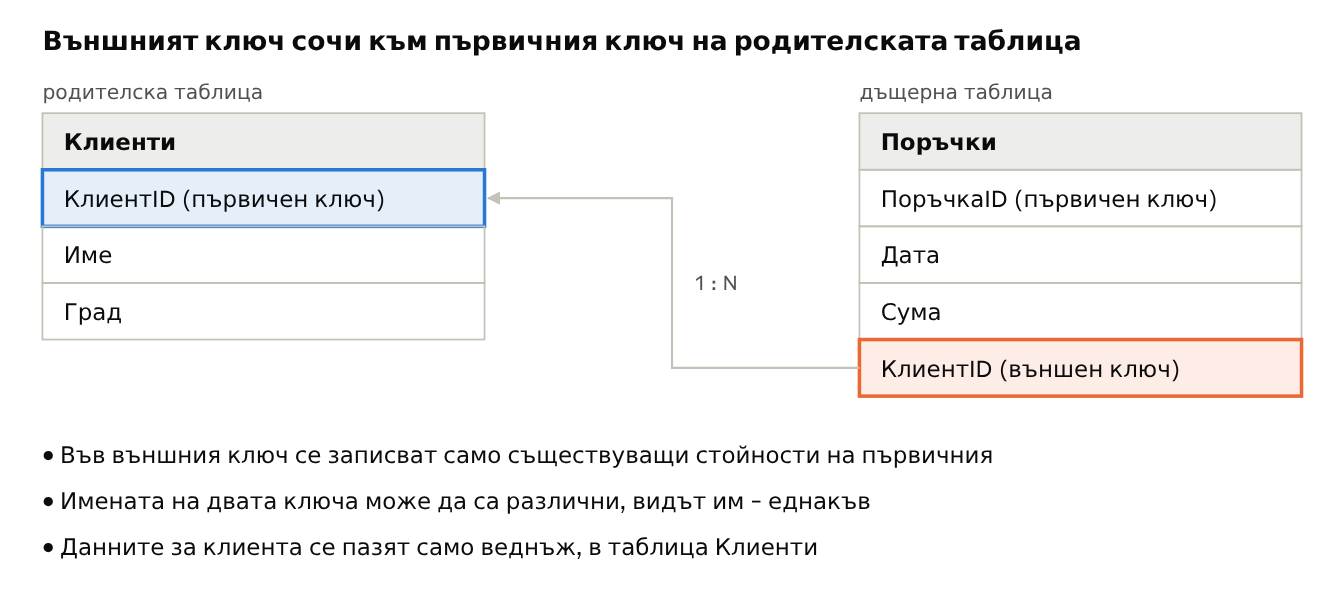 Външният ключ сочи към първичния ключ на родителската таблица
родителска таблица
Клиенти
КлиентID (първичен ключ)
Име
Град
1 : N
дъщерна таблица
Поръчки
ПоръчкаID (първичен ключ)
Дата
Сума
КлиентID (външен ключ)
• Във външния ключ се записват само съществуващи стойности на първичния
• Имената на двата ключа може да са различни, видът им – еднакъв
• Данните за клиента се пазят само веднъж, в таблица Клиенти